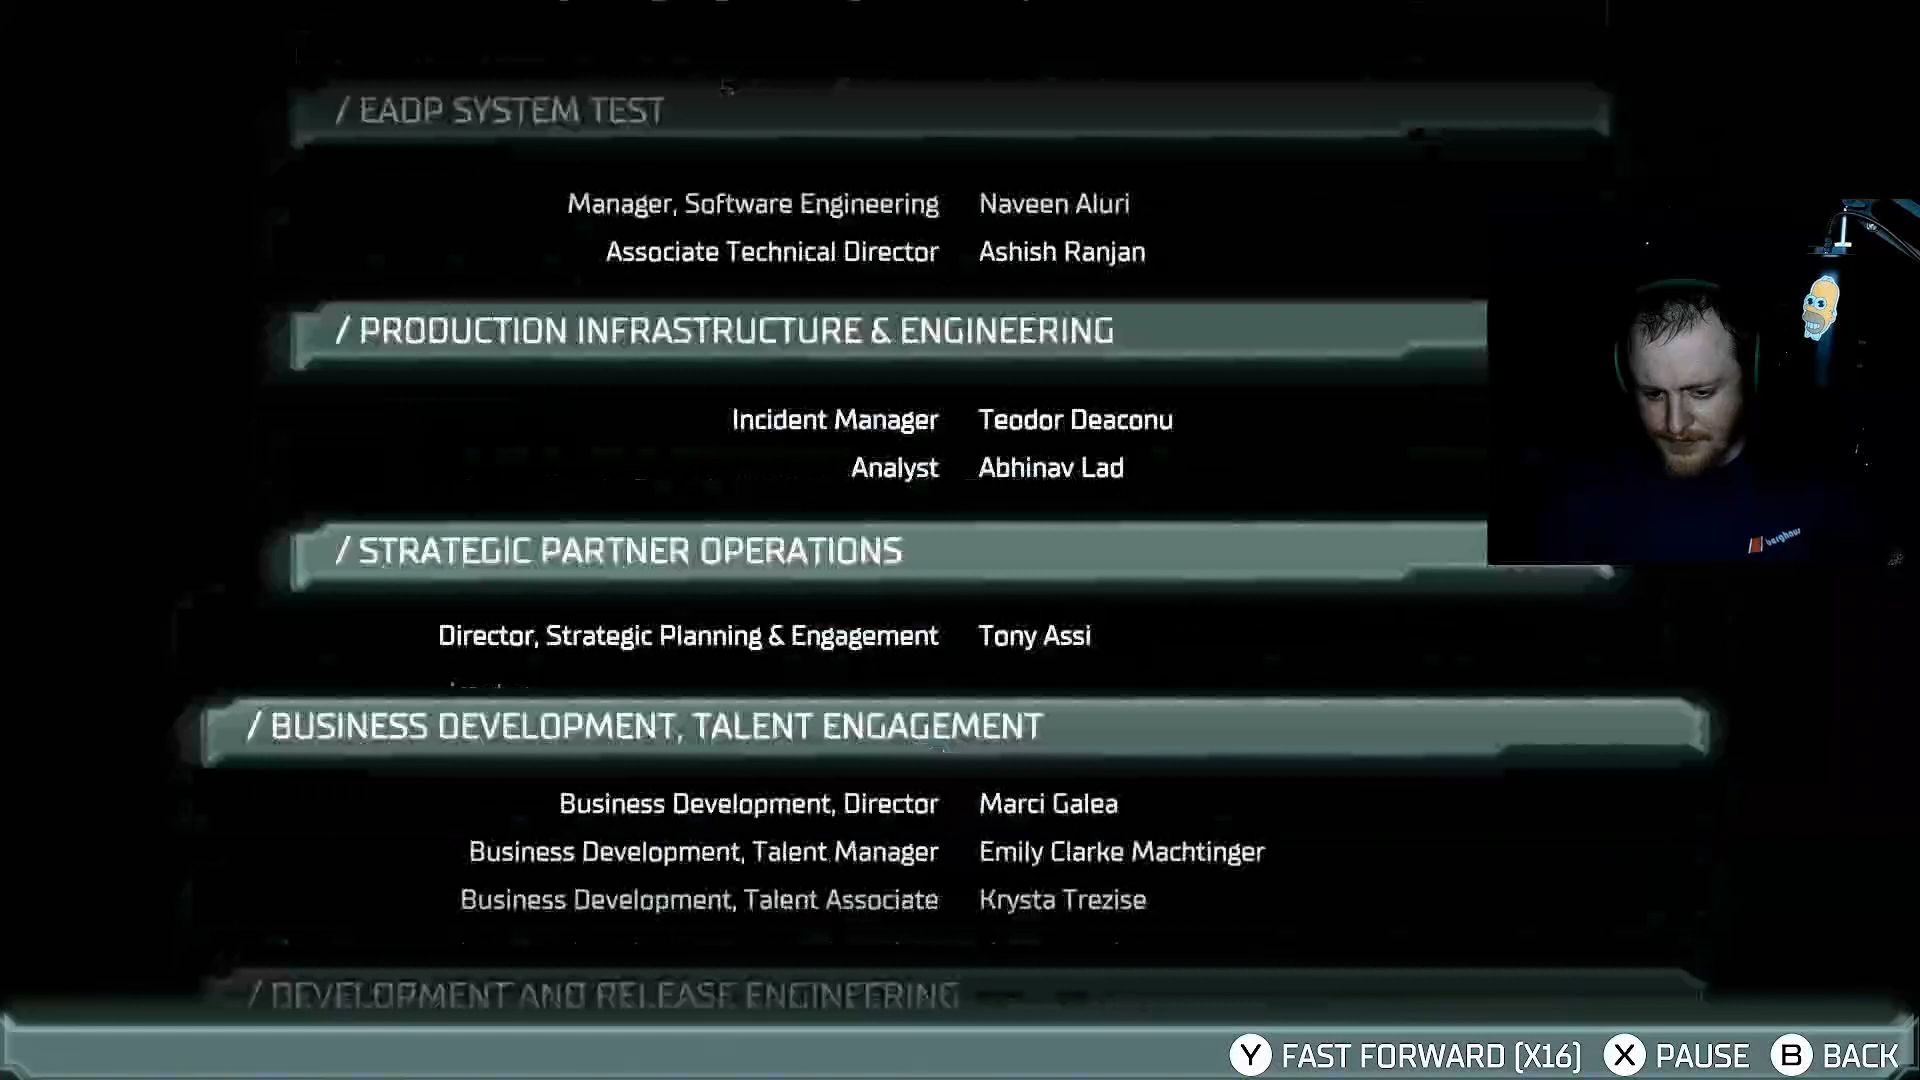 / EADP SYSTEM TEST
Manager, Software Engineering Naveen Aluri
Associate Technical Director Ashish Ranjan
/ PRODUCTION INFRASTRUCTURE & ENGINEERING
Incident Manager Teodor Deaconu
Analyst Abhinav Lad
/ STRATEGIC PARTNER OPERATIONS
berghaus
Director, Strategic Planning & Engagement Tony Assi
/ BUSINESS DEVELOPMENT, TALENT ENGAGEMENT
Business Development, Director Marci Galea
Business Development, Talent Manager Emily Clarke Machtinger
Business Development, Talent Associate Krysta Trezise
/ DEVELOPMENT AND RELEASE ENGINEERING
Y FAST FORWARD (X16) X PAUSE B BACK